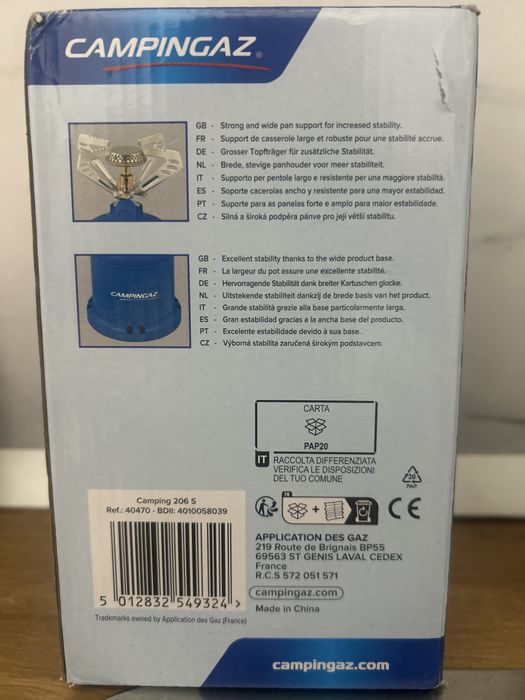 CAMPINGAZ®
GB - Strong and wide pan support for increased stability.
FR - Support de casserole large et robuste pour une stabilité accrue.
DE - Grosser Topfträger für zusätzliche Stabilität.
NL - Brede, stevige panhouder voor meer stabiliteit.
IT - Supporto per pentole largo e resistente per una maggiore stabilità.
ES - Soporte cacerolas ancho y resistente para una mayor estabilidad.
PT - Suporte para as panelas forte e amplo para maior estabilidade.
CZ - Silná a široká podpěra pánve pro její větší stabilitu.
CAMPINGAZ
GB - Excellent stability thanks to the wide product base.
FR - La largeur du pot assure une excellente stabilité.
DE - Hervorragende Stabilität dank breiter Kartuschen glocke.
NL - Uitstekende stabiliteit dankzij de brede basis van het product.
IT - Grande stabilità grazie alla base particolarmente larga.
ES - Gran estabilidad gracias a la ancha base del producto.
PT - Excelente estabilidade devido à sua base.
CZ - Výborná stabilita zaručená širokým podstavcem.
CARTA
PAP20
IT RACCOLTA DIFFERENZIATA
VERIFICA LE DISPOSIZIONI
DEL TUO COMUNE
20
PAP
Camping 206 S
Ref.: 40470 - BDII: 4010058039
5 012832 549324 >
Trademarks owned by Application des Gaz (France)
FR
+
CE
APPLICATION DES GAZ
219 Route de Brignais BP55
69563 ST GENIS LAVAL CEDEX
France
R.C.S 572 051 571
campingaz.com
Made in China
campingaz.com